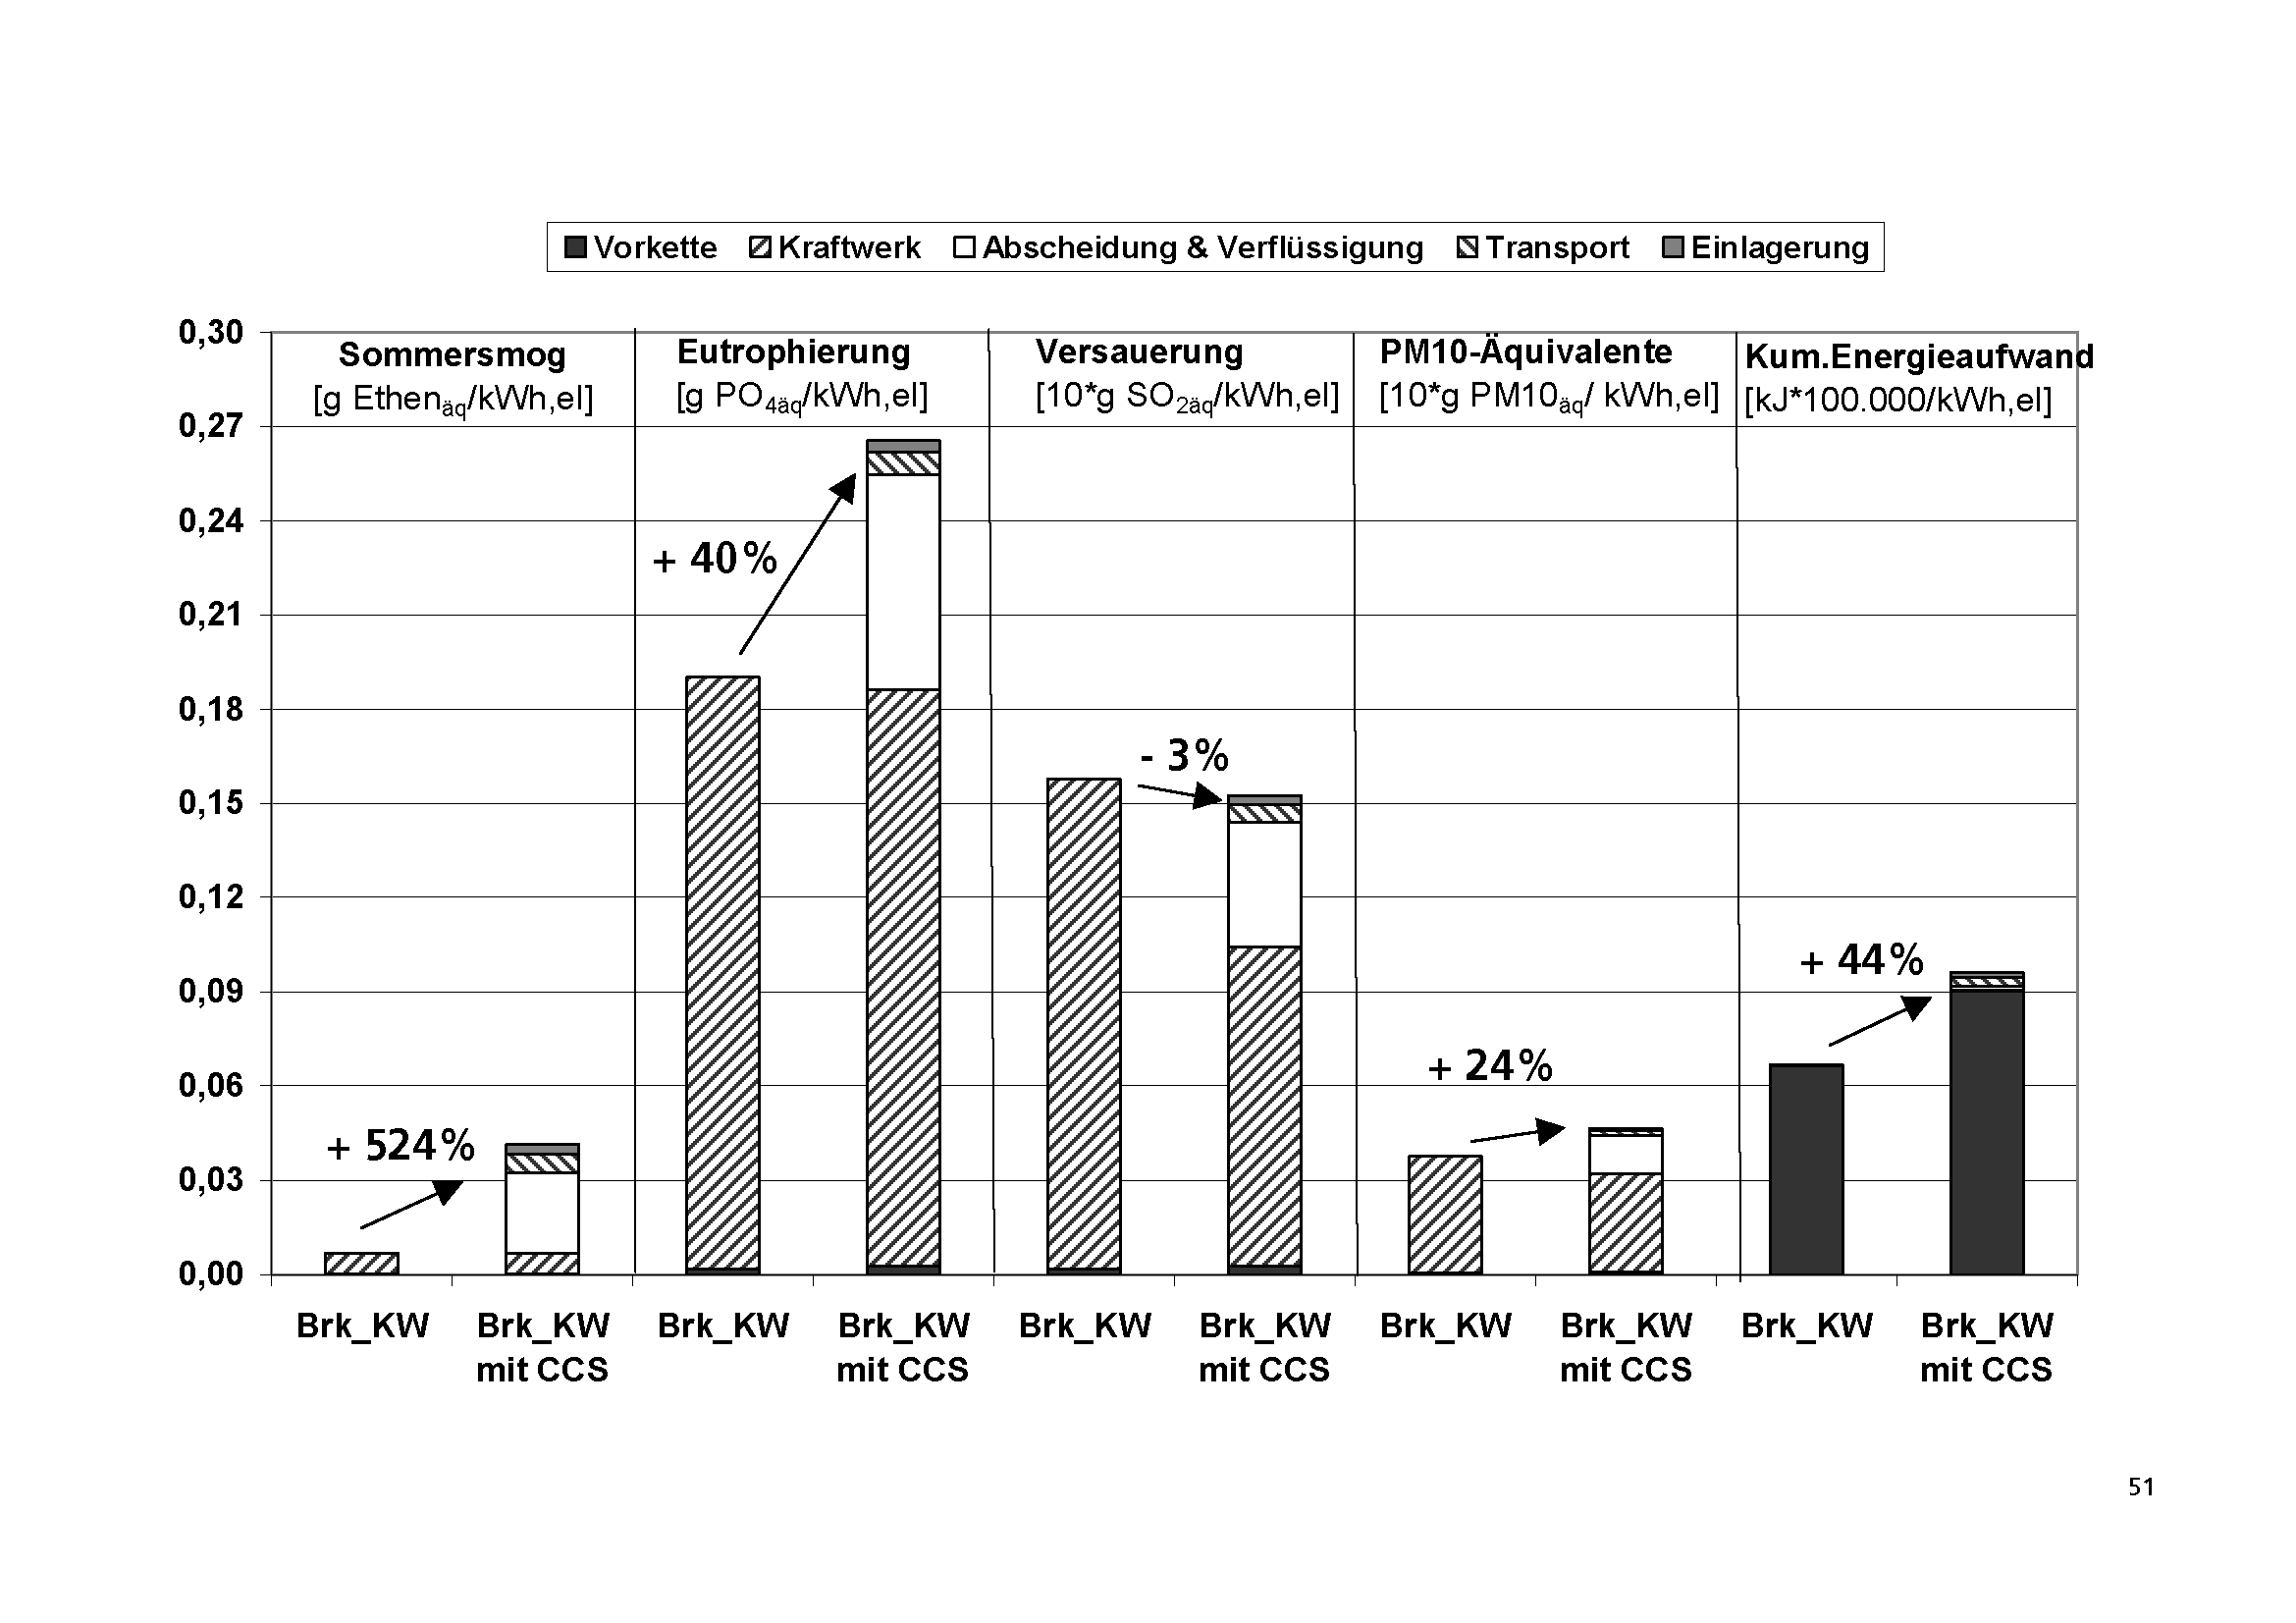 Vorkette Kraftwerk Abscheidung & Verflüssigung Transport Einlagerung
Sommersmog
[g Ethenäq/kWh,el]
Eutrophierung
[g PO4äq/kWh,el]
Versauerung
[10*g SO2äq/kWh,el]
PM10-Äquivalente
[10*g PM10äq/ kWh,el]
Kum.Energieaufwand
[kJ*100.000/kWh,el]
0,30
0,27
0,24
0,21
0,18
0,15
0,12
0,09
0,06
0,03
0,00
+ 524%
+ 40%
- 3%
+ 24%
+ 44%
Brk_KW
Brk_KW
mit CCS
Brk_KW
Brk_KW
mit CCS
Brk_KW
Brk_KW
mit CCS
Brk_KW
Brk_KW
mit CCS
Brk_KW
Brk_KW
mit CCS
51